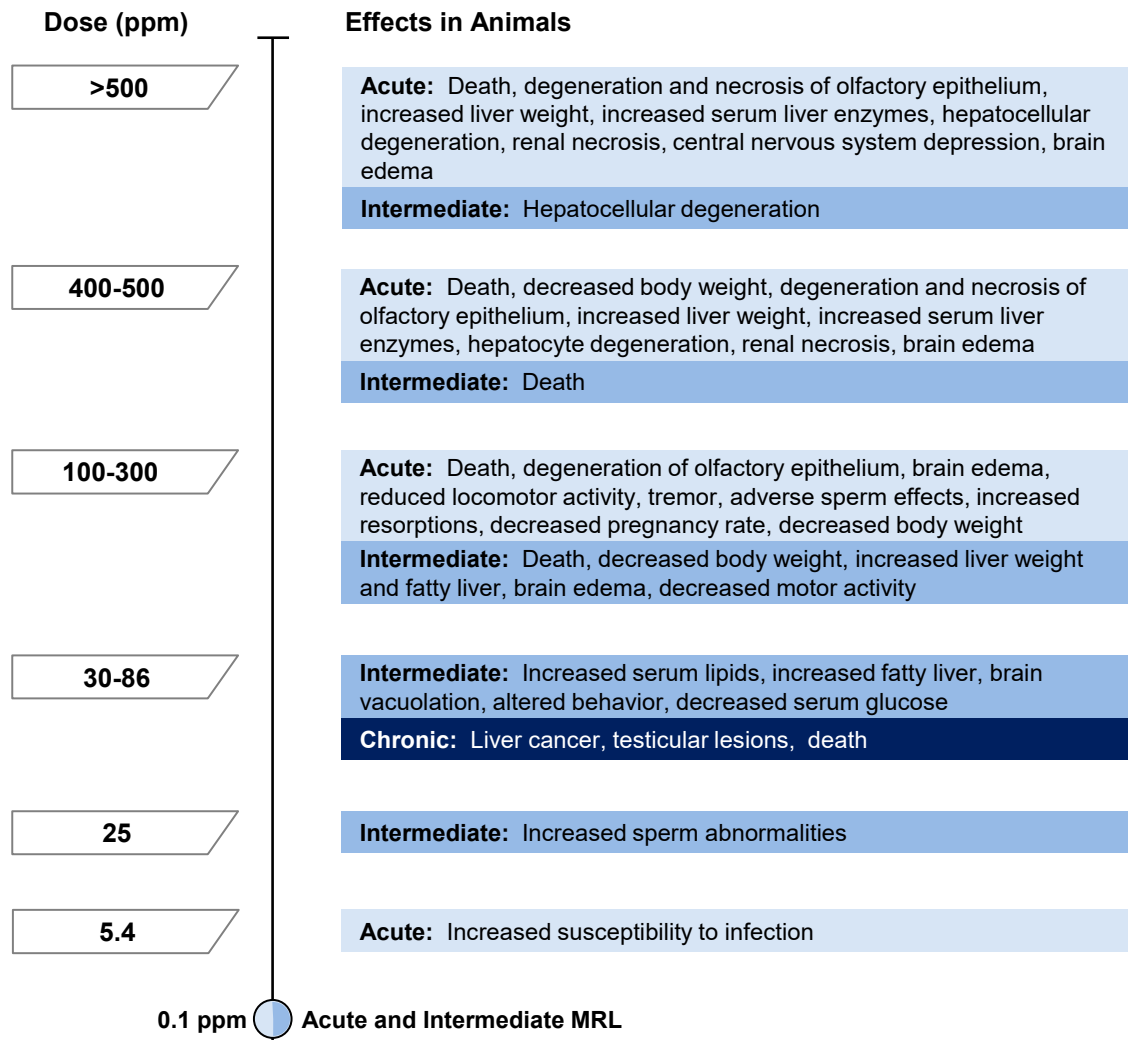 Dose (ppm)
Effects in Animals
>500
Acute: Death, degeneration and necrosis of olfactory epithelium,
increased liver weight, increased serum liver enzymes, hepatocellular
degeneration, renal necrosis, central nervous system depression, brain
edema
Intermediate: Hepatocellular degeneration
400-500
Acute: Death, decreased body weight, degeneration and necrosis of
olfactory epithelium, increased liver weight, increased serum liver
enzymes, hepatocyte degeneration, renal necrosis, brain edema
Intermediate: Death
100-300
Acute: Death, degeneration of olfactory epithelium, brain edema,
reduced locomotor activity, tremor, adverse sperm effects, increased
resorptions, decreased pregnancy rate, decreased body weight
Intermediate: Death, decreased body weight, increased liver weight
and fatty liver, brain edema, decreased motor activity
30-86
Intermediate: Increased serum lipids, increased fatty liver, brain
vacuolation, altered behavior, decreased serum glucose
Chronic: Liver cancer, testicular lesions, death
25
Intermediate: Increased sperm abnormalities
5.4
Acute: Increased susceptibility to infection
0.1 ppm
Acute and Intermediate MRL